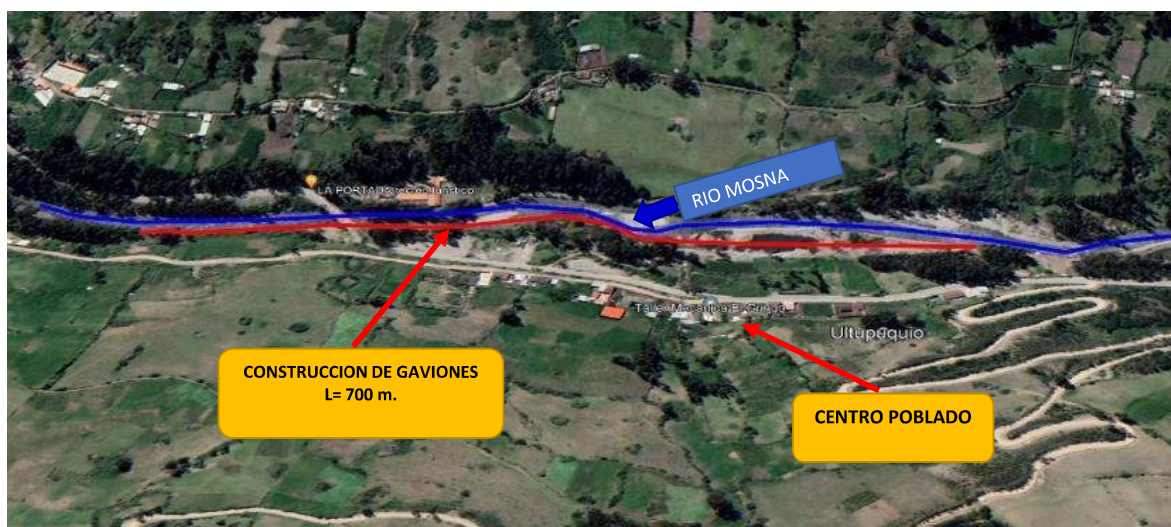 RIO MOSNA
LA PORTADA
Ultupuquio
CONSTRUCCION DE GAVIONES
L= 700 m.
CENTRO POBLADO